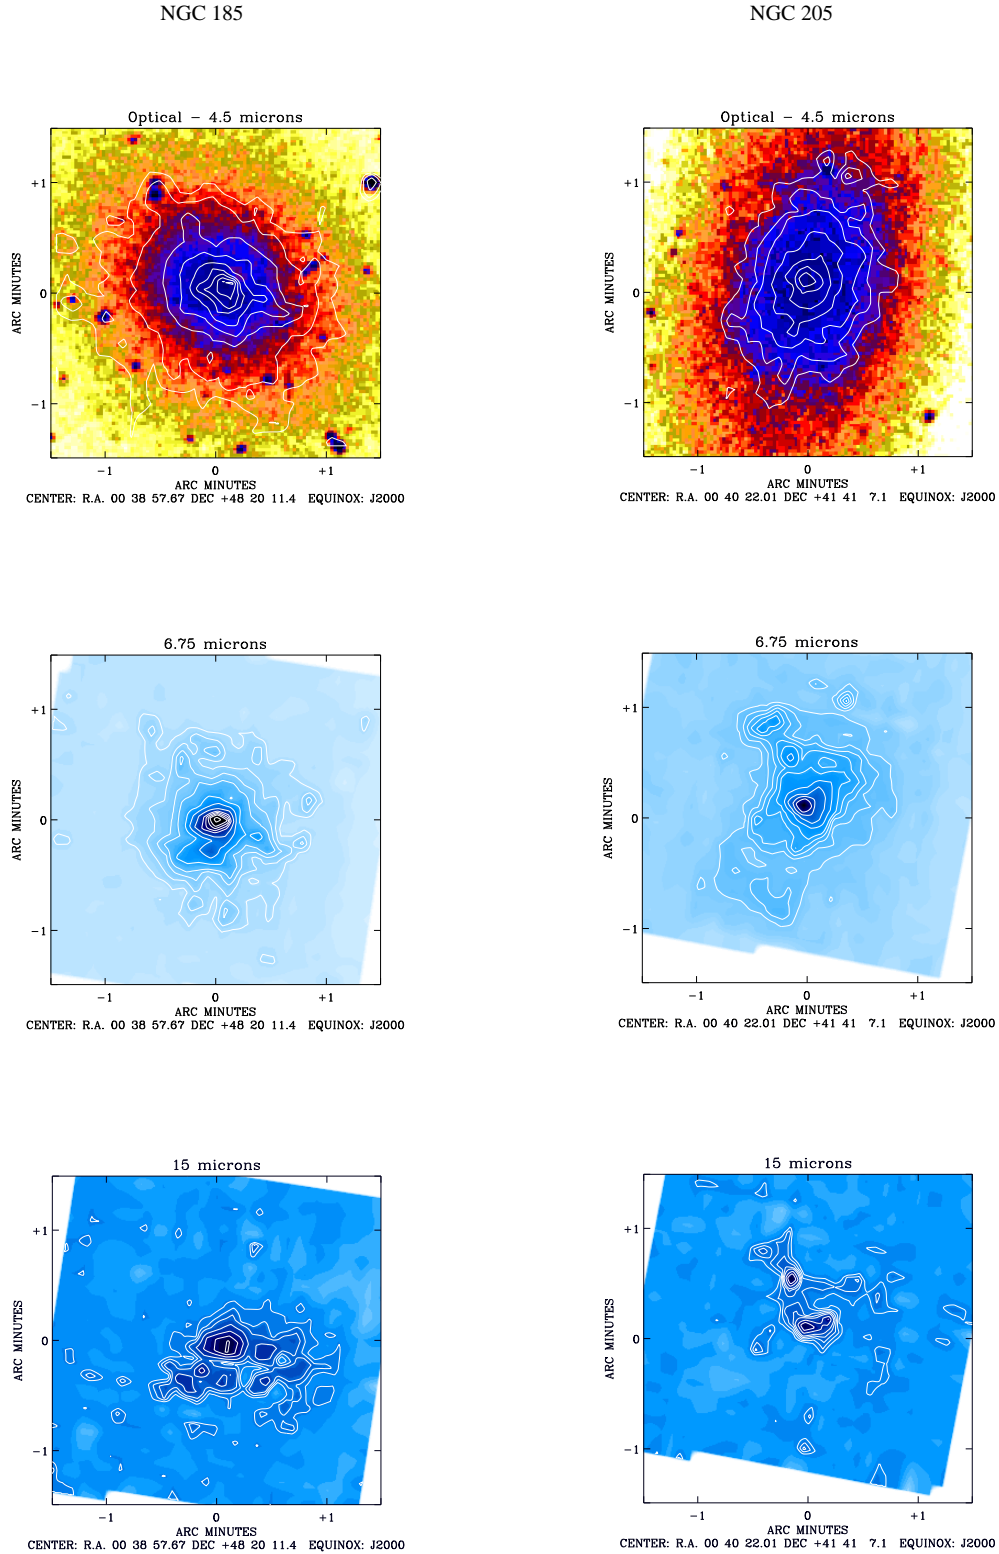 NGC 185
NGC 205
Optical − 4.5 microns
+1
0
−1
ARC MINUTES
−1 0 +1
ARC MINUTES
CENTER: R.A. 00 38 57.67 DEC +48 20 11.4 EQUINOX: J2000
Optical − 4.5 microns
+1
0
−1
ARC MINUTES
−1 0 +1
ARC MINUTES
CENTER: R.A. 00 40 22.01 DEC +41 41 7.1 EQUINOX: J2000
6.75 microns
+1
0
−1
ARC MINUTES
−1 0 +1
ARC MINUTES
CENTER: R.A. 00 38 57.67 DEC +48 20 11.4 EQUINOX: J2000
6.75 microns
+1
0
−1
ARC MINUTES
−1 0 +1
ARC MINUTES
CENTER: R.A. 00 40 22.01 DEC +41 41 7.1 EQUINOX: J2000
15 microns
+1
0
−1
ARC MINUTES
−1 0 +1
ARC MINUTES
CENTER: R.A. 00 38 57.67 DEC +48 20 11.4 EQUINOX: J2000
15 microns
+1
0
−1
ARC MINUTES
−1 0 +1
ARC MINUTES
CENTER: R.A. 00 40 22.01 DEC +41 41 7.1 EQUINOX: J2000